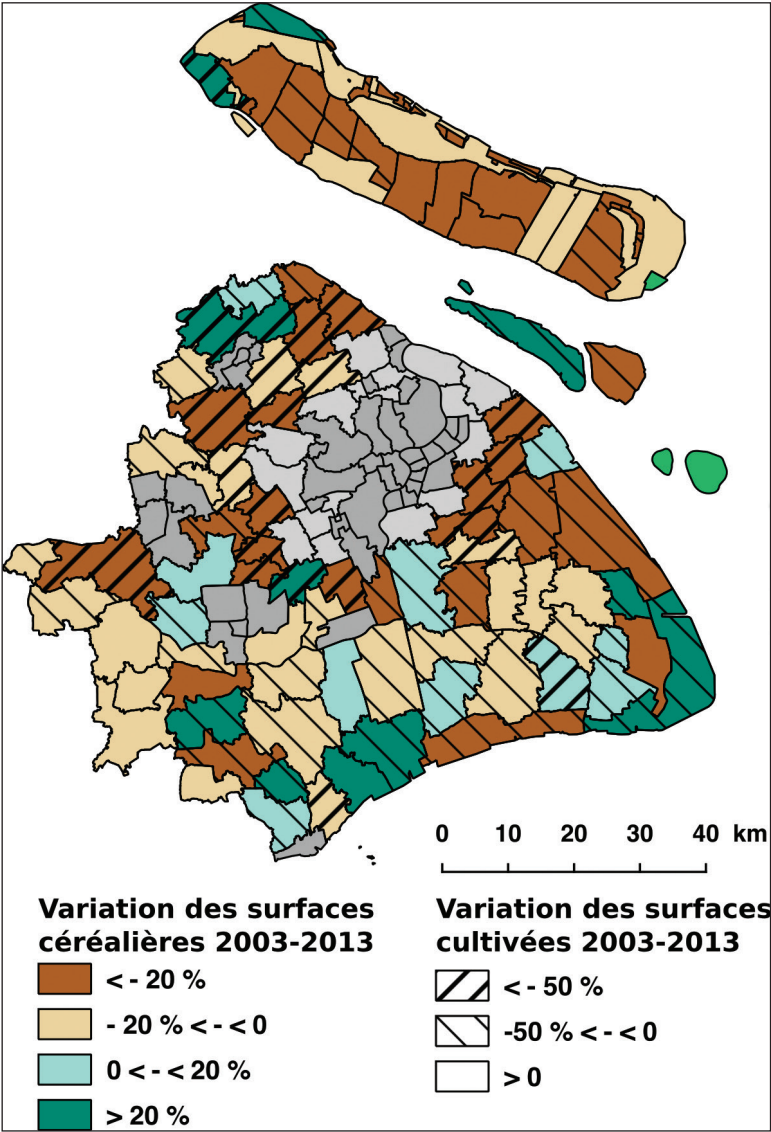 0 10 20 30 40 km
Variation des surfaces
céréalières 2003-2013
< - 20 %
- 20 % < - < 0
0 < - < 20 %
> 20 %
Variation des surfaces
cultivées 2003-2013
< - 50 %
-50 % < - < 0
> 0